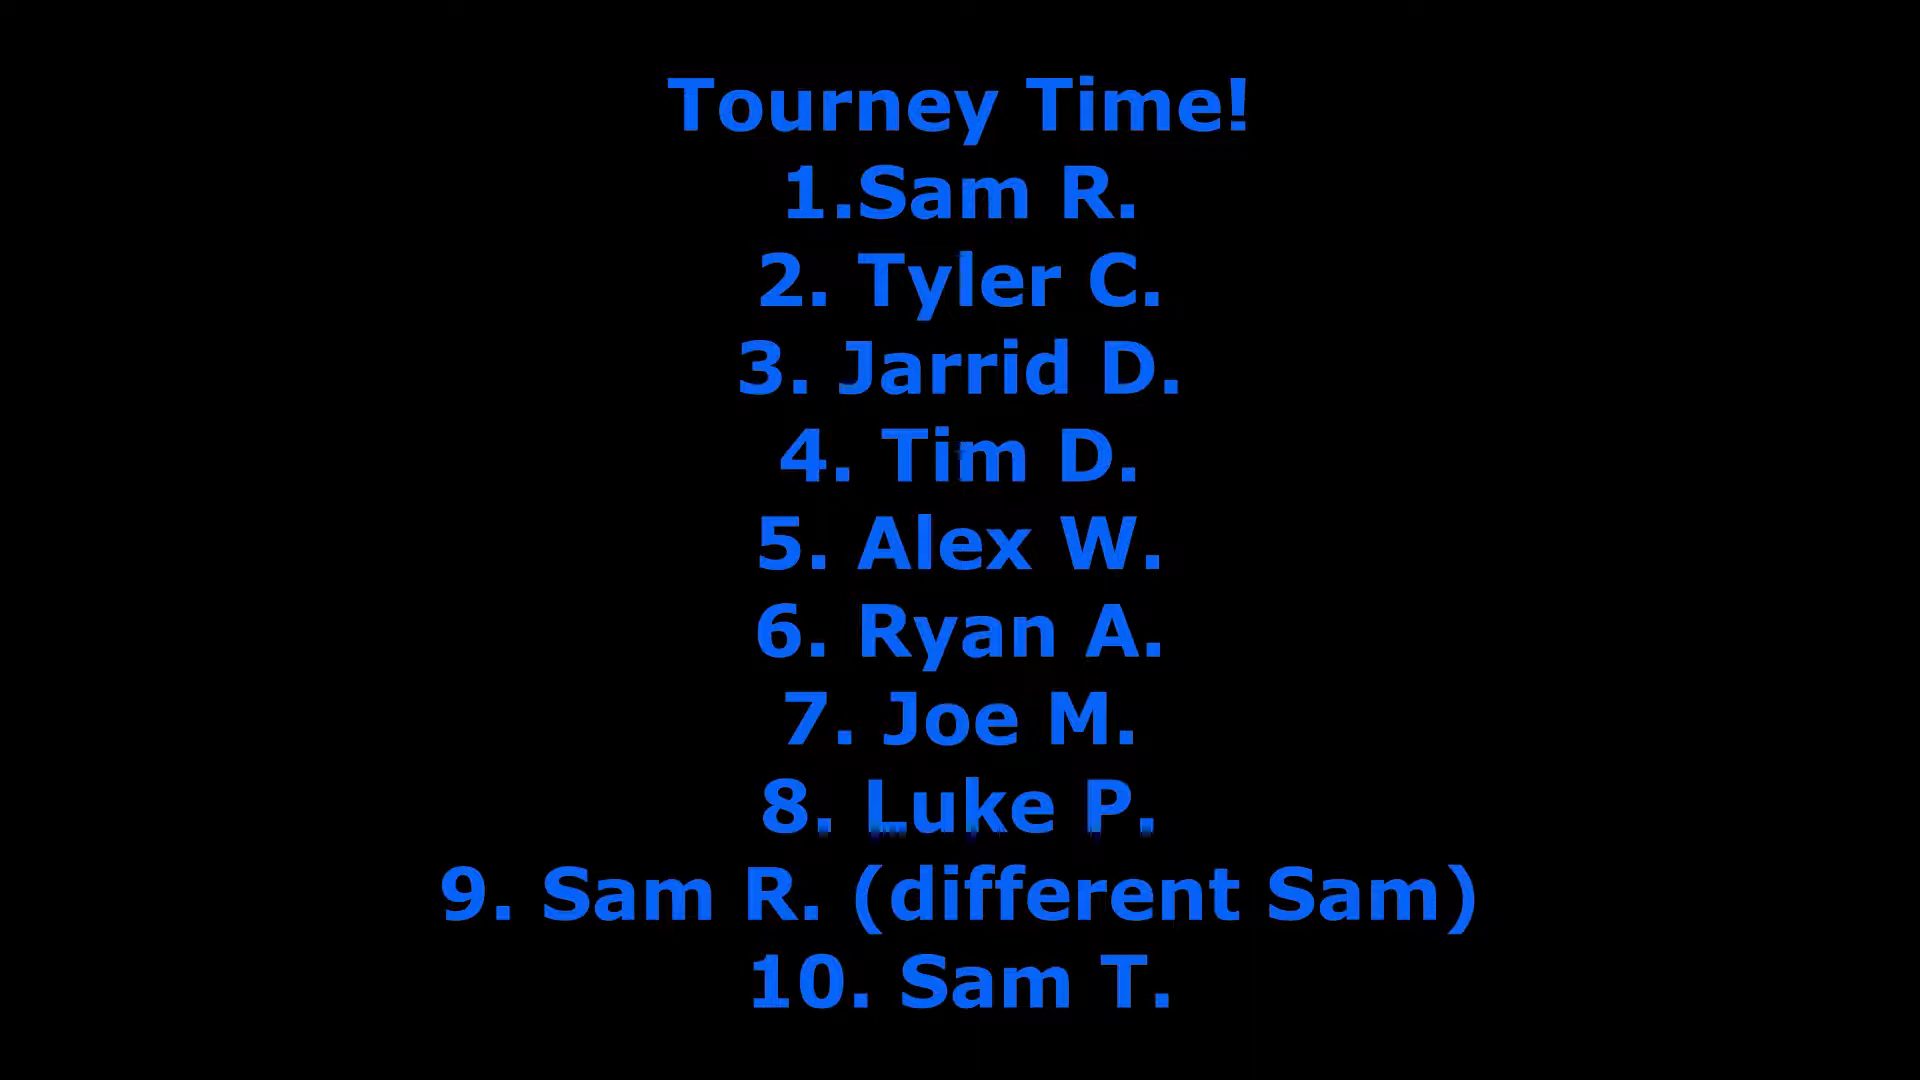 Tourney Time!
1.Sam R.
2. Tyler C.
3. Jarrid D.
4. Tim D.
5. Alex W.
6. Ryan A.
7. Joe M.
8. Luke P.
9. Sam R. (different Sam)
10. Sam T.